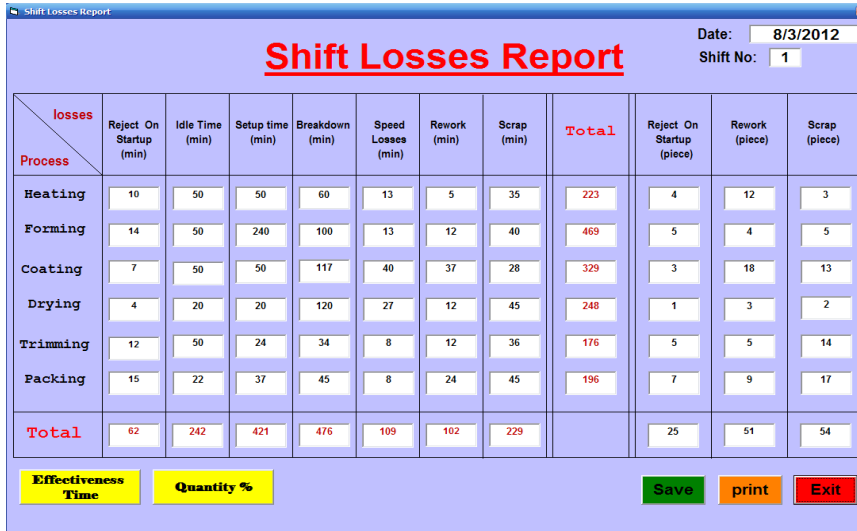 Shift Losses Report
Shift Losses Report
Date: 8/3/2012
Shift No: 1
losses
Process
Reject On Startup (min)
Idle Time (min)
Setup time (min)
Breakdown (min)
Speed Losses (min)
Rework (min)
Scrap (min)
Total
Reject On Startup (piece)
Rework (piece)
Scrap (piece)
Heating 10 50 50 60 13 5 35 223 4 12 3
Forming 14 50 240 100 13 12 40 469 5 4 5
Coating 7 50 50 117 40 37 28 329 3 18 13
Drying 4 20 20 120 27 12 45 248 1 3 2
Trimming 12 50 24 34 8 12 36 176 5 5 14
Packing 15 22 37 45 8 24 45 196 7 9 17
Total 62 242 421 476 109 102 229 25 51 54
Effectiveness Time
Quantity %
Save
print
Exit